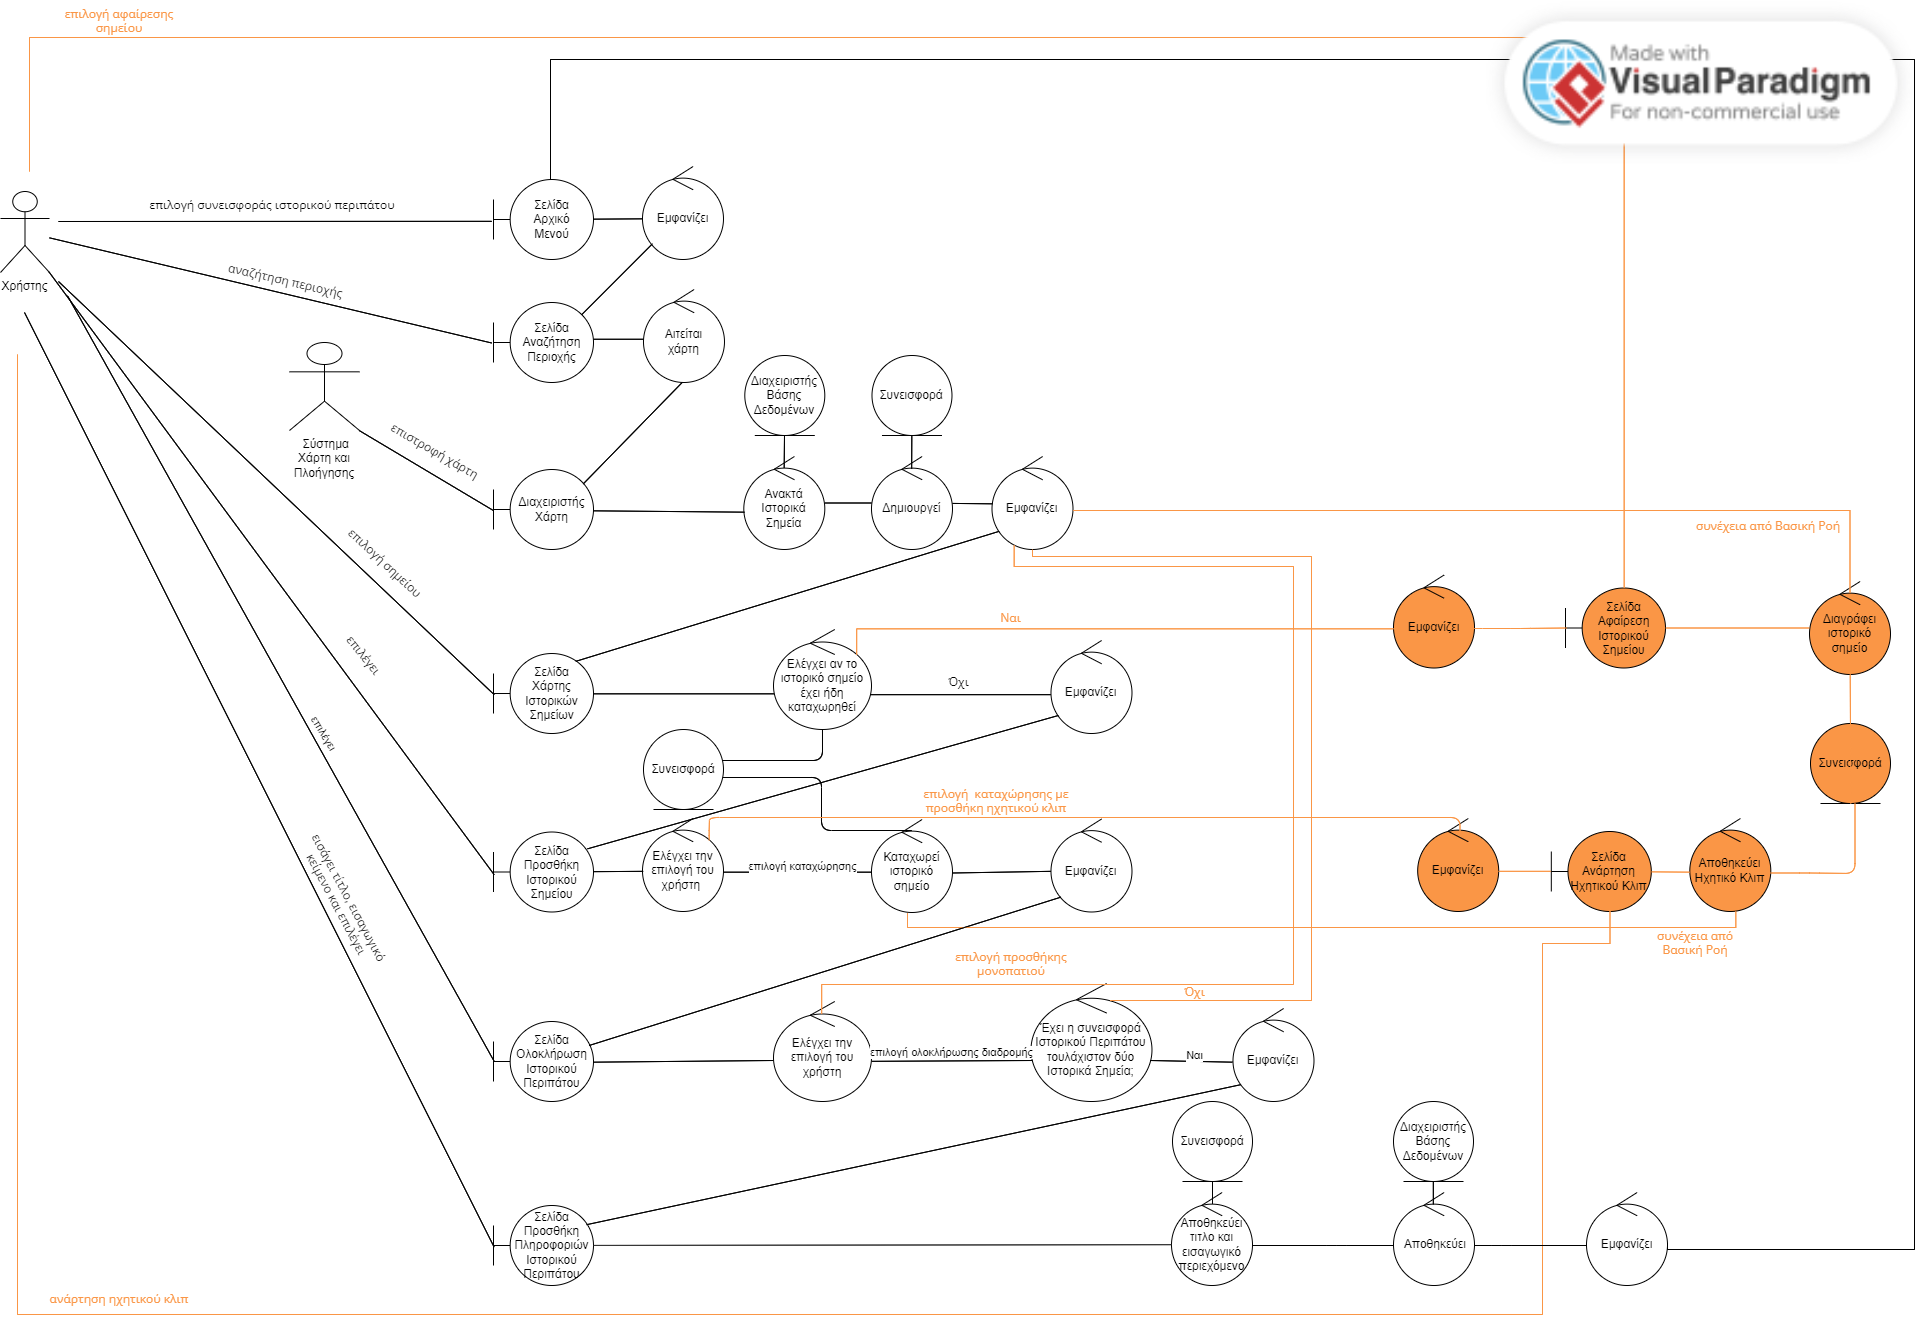 επιλογή αφαίρεσης
σημείου
Made with
Visual Paradigm
For non-commercial use
επιλογή συνεισφοράς ιστορικού περιπάτου
Σελίδα
Αρχικό
Μενού
Εμφανίζει
Χρήστης
αναζήτηση περιοχής
Σελίδα
Αναζήτηση
Περιοχής
Αιτείται
χάρτη
Σύστημα
Χάρτη και
Πλοήγησης
επιστροφή χάρτη
Διαχειριστής
Χάρτη
Διαχειριστής
Βάσης
Δεδομένων
Συνεισφορά
Ανακτά
Ιστορικά
Σημεία
Δημιουργεί
Εμφανίζει
συνέχεια από Βασική Ροή
επιλογή σημείου
Ναι
Εμφανίζει
Σελίδα
Αφαίρεση
Ιστορικού
Σημείου
Διαγράφει
ιστορικό
σημείο
επιλέγει
Σελίδα
Χάρτης
Ιστορικών
Σημείων
Ελέγχει αν το
ιστορικό σημείο
έχει ήδη
καταχωρηθεί
Όχι
Εμφανίζει
επιλέγει
Συνεισφορά
Συνεισφορά
επιλογή καταχώρησης με
προσθήκη ηχητικού κλιπ
Σελίδα
Προσθήκη
Ιστορικού
Σημείου
Ελέγχει την
επιλογή του
χρήστη
επιλογή καταχώρησης
Καταχωρεί
ιστορικό
σημείο
Εμφανίζει
Εμφανίζει
Σελίδα
Ανάρτηση
Ηχητικού Κλιπ
Αποθηκεύει
Ηχητικό Κλιπ
εισάγει τίτλο, εισαγωγικό
κείμενο και επιλέγει
συνέχεια από
Βασική Ροή
επιλογή προσθήκης
μονοπατιού
Όχι
Σελίδα
Ολοκλήρωση
Ιστορικού
Περιπάτου
Ελέγχει την
επιλογή του
χρήστη
επιλογή ολοκλήρωσης διαδρομής
Έχει η συνεισφορά
Ιστορικού Περιπάτου
τουλάχιστον δύο
Ιστορικά Σημεία;
Ναι
Εμφανίζει
Συνεισφορά
Διαχειριστής
Βάσης
Δεδομένων
Σελίδα
Προσθήκη
Πληροφοριών
Ιστορικού
Περιπάτου
Αποθηκεύει
τιτλο και
εισαγωγικό
περιεχόμενο
Αποθηκεύει
Εμφανίζει
ανάρτηση ηχητικού κλιπ